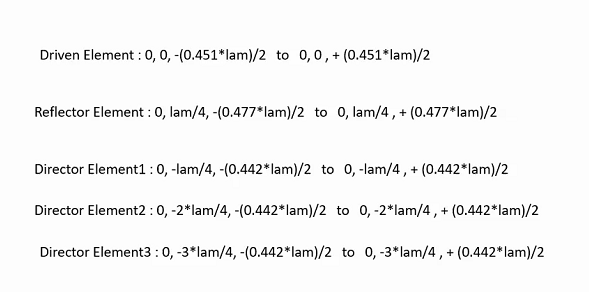 Driven Element : 0, 0, -(0.451*lam)/2 to 0, 0 , + (0.451*lam)/2
Reflector Element : 0, lam/4, -(0.477*lam)/2 to 0, lam/4 , + (0.477*lam)/2
Director Element1 : 0, -lam/4, -(0.442*lam)/2 to 0, -lam/4 , + (0.442*lam)/2
Director Element2 : 0, -2*lam/4, -(0.442*lam)/2 to 0, -2*lam/4 , + (0.442*lam)/2
Director Element3 : 0, -3*lam/4, -(0.442*lam)/2 to 0, -3*lam/4 , + (0.442*lam)/2